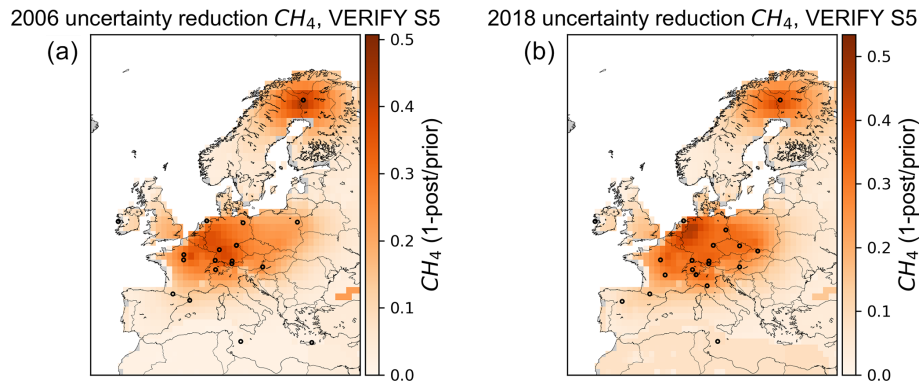 2006 uncertainty reduction CH₄, VERIFY S5
(a)
0.5
0.4
0.3
0.2
0.1
0.0
CH₄ (1-post/prior)
2018 uncertainty reduction CH₄, VERIFY S5
(b)
0.5
0.4
0.3
0.2
0.1
0.0
CH₄ (1-post/prior)